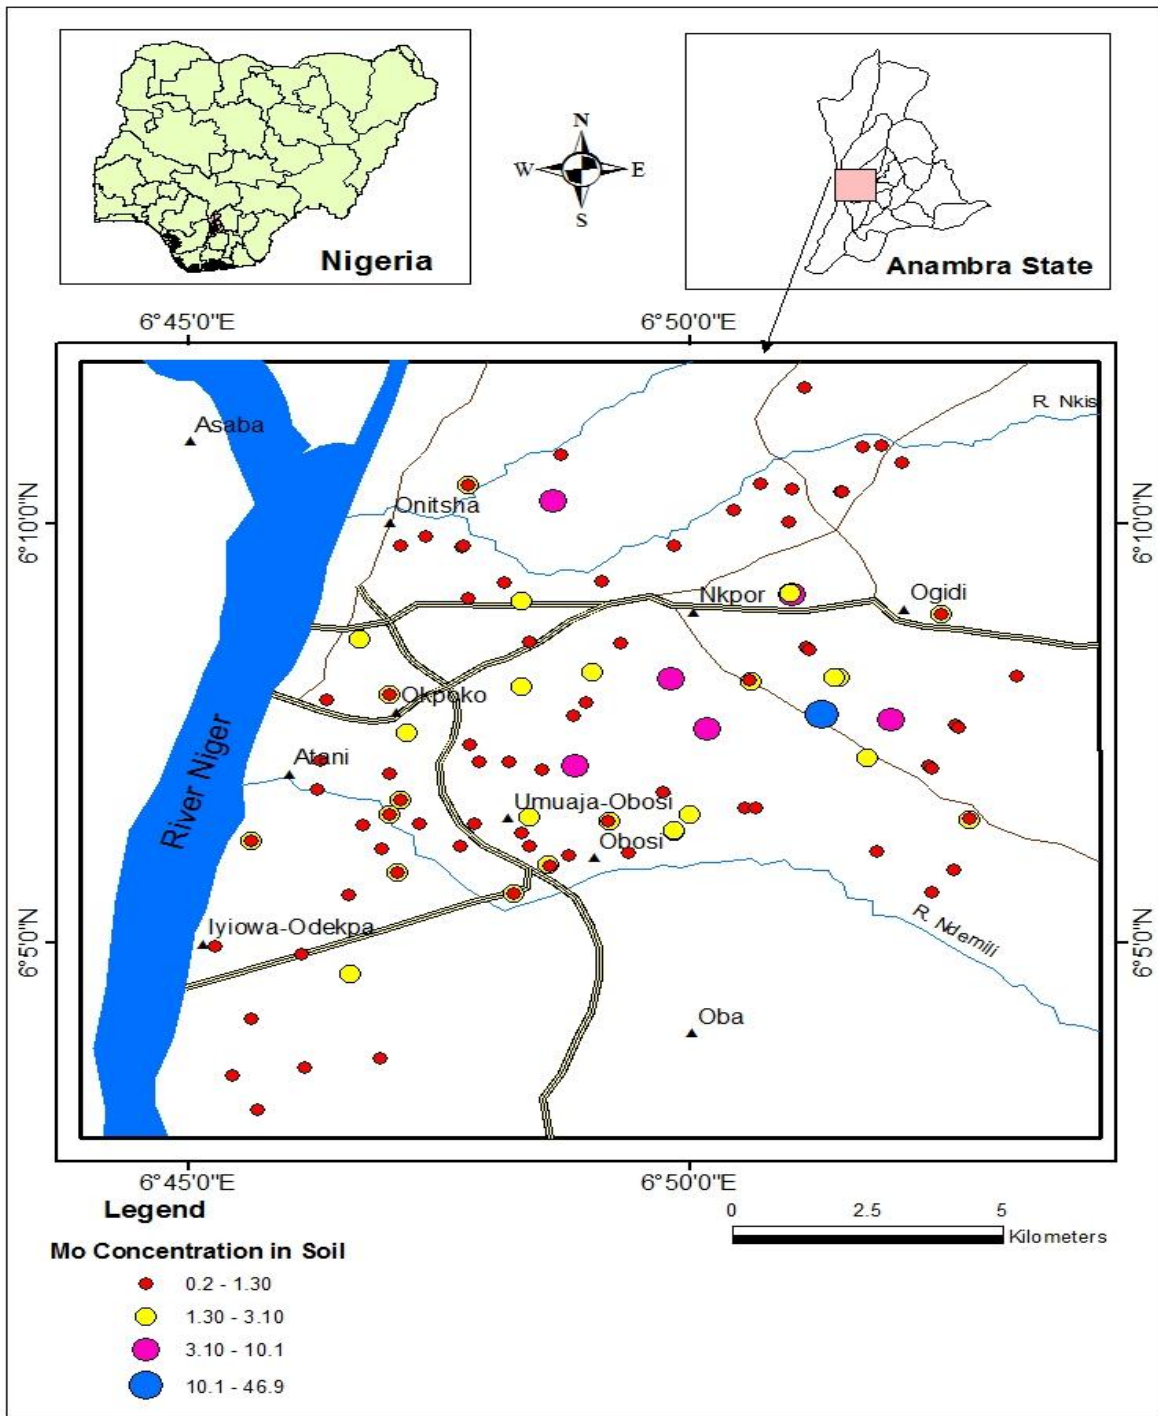 N
W E
S
Nigeria
Anambra State
6°45'0"E 6°50'0"E
R. Nkis
Asaba
Onitsha
6°10'0"N 6°10'0"N
Nkpor Ogidi
Okpoko
River Niger
Atani
Umuaja-Obosi
Obosi
Iyiowa-Odekpa
R. Ndemili
6°5'0"N 6°5'0"N
Oba
6°45'0"E 6°50'0"E
Legend
0 2.5 5
Kilometers
Mo Concentration in Soil
0.2 - 1.30
1.30 - 3.10
3.10 - 10.1
10.1 - 46.9